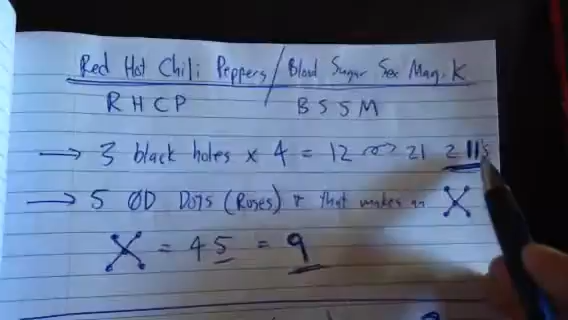 Red Hot Chili Peppers / Blood Sugar Sex Magik
RHCP BSSM
→ 3 black holes x 4 = 12 ↔ 21 2 11's
→ 5 0D Dots (Roses) & that makes an X
X = 45 = 9